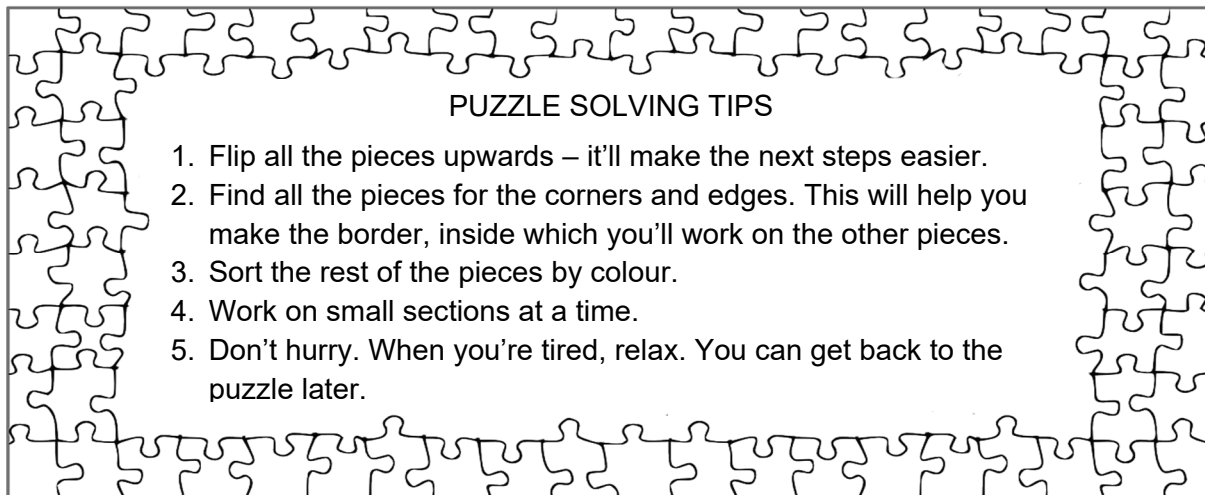 PUZZLE SOLVING TIPS
1. Flip all the pieces upwards – it’ll make the next steps easier.
2. Find all the pieces for the corners and edges. This will help you
make the border, inside which you’ll work on the other pieces.
3. Sort the rest of the pieces by colour.
4. Work on small sections at a time.
5. Don’t hurry. When you’re tired, relax. You can get back to the
puzzle later.